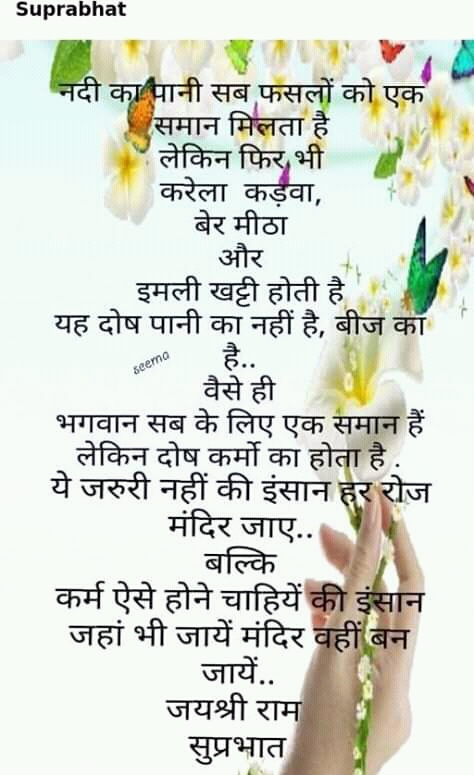 Suprabhat
नदी का पानी सब फसलों को एक
समान मिलता है
लेकिन फिर भी
करेला कड़वा,
बेर मीठा
और
इमली खट्टी होती है
यह दोष पानी का नहीं है, बीज का
है..
seema
वैसे ही
भगवान सब के लिए एक समान हैं
लेकिन दोष कर्मो का होता है .
ये जरुरी नहीं की इंसान हर रोज
मंदिर जाए..
बल्कि
कर्म ऐसे होने चाहियें की इंसान
जहां भी जायें मंदिर वहीं बन
जायें..
जयश्री राम
सुप्रभात